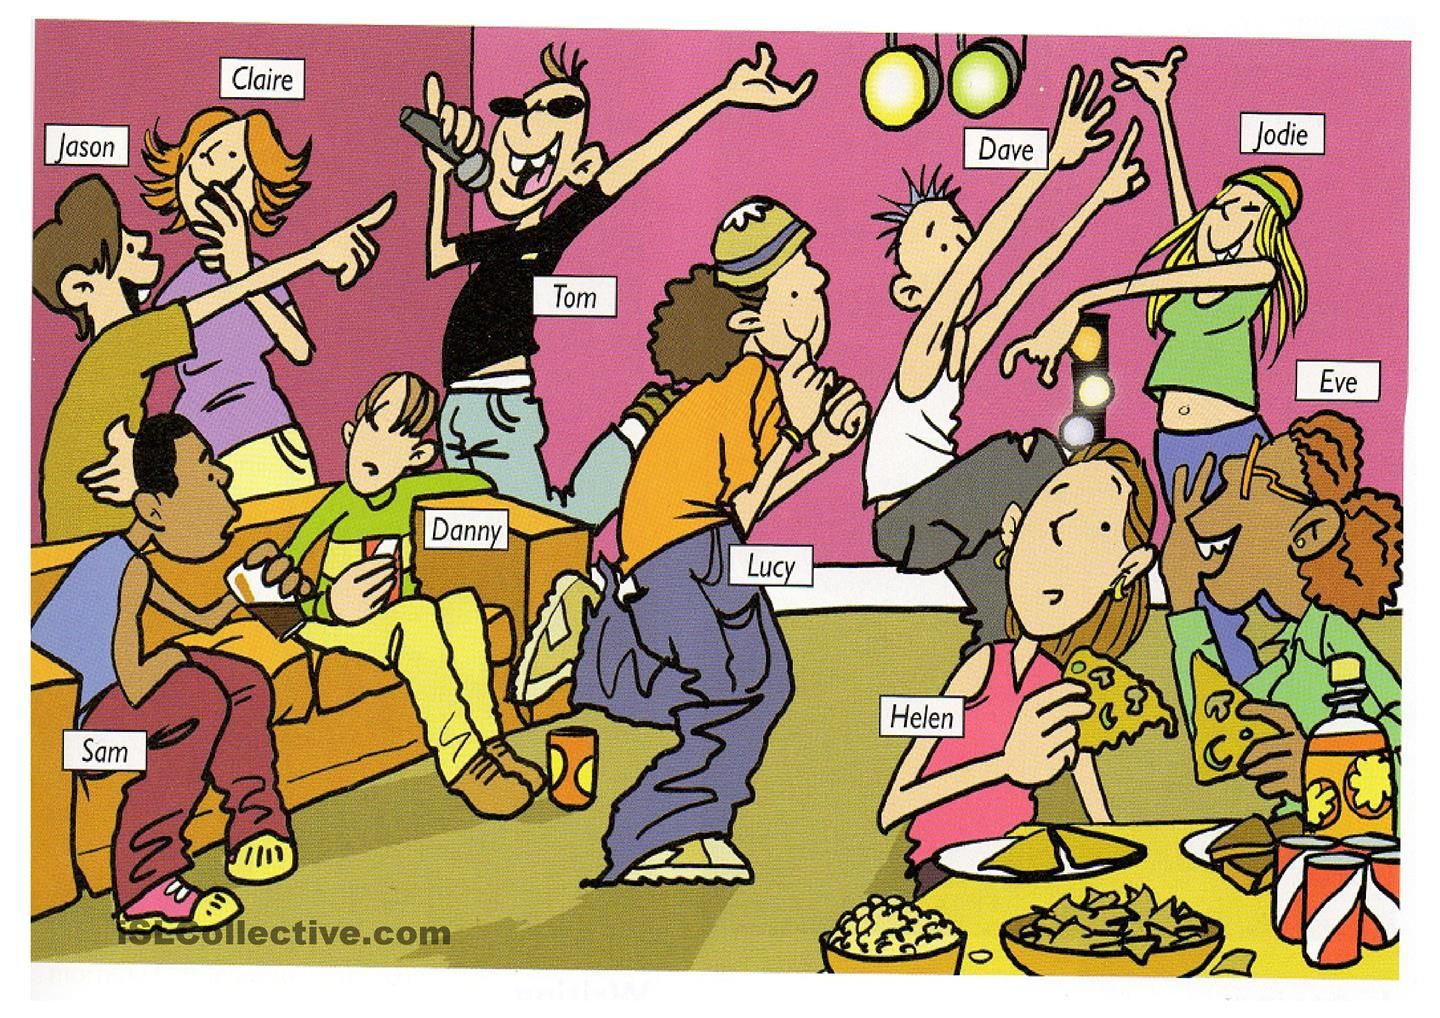 Claire
Jason
Dave
Jodie
Tom
Eve
Danny
Lucy
Helen
Sam
iSLCollective.com